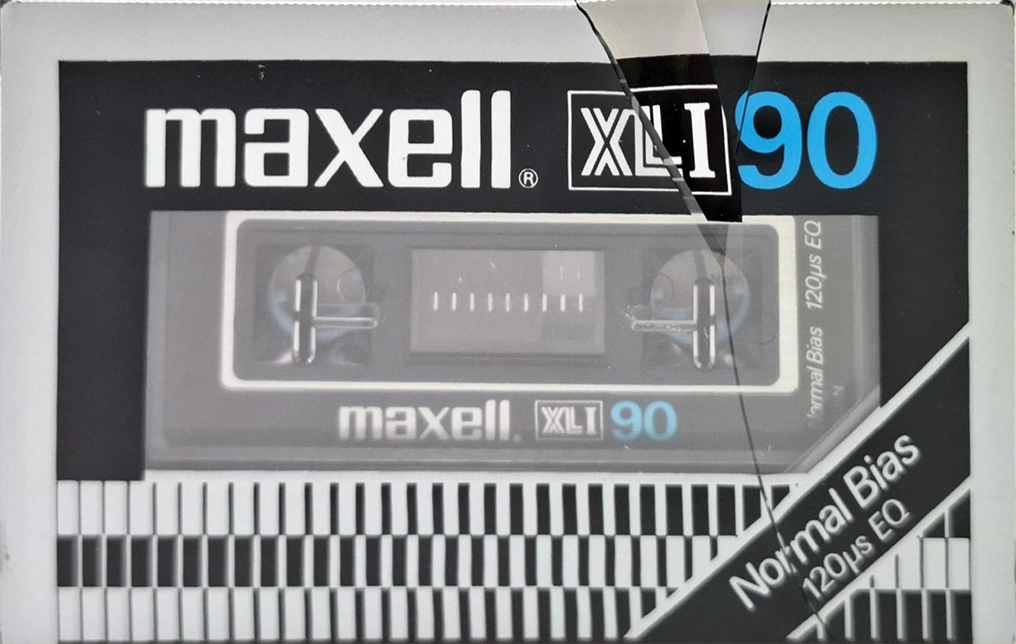 maxell® XLI 90
Normal Bias 120µs EQ
maxell. XLI 90
Normal Bias
120µs EQ